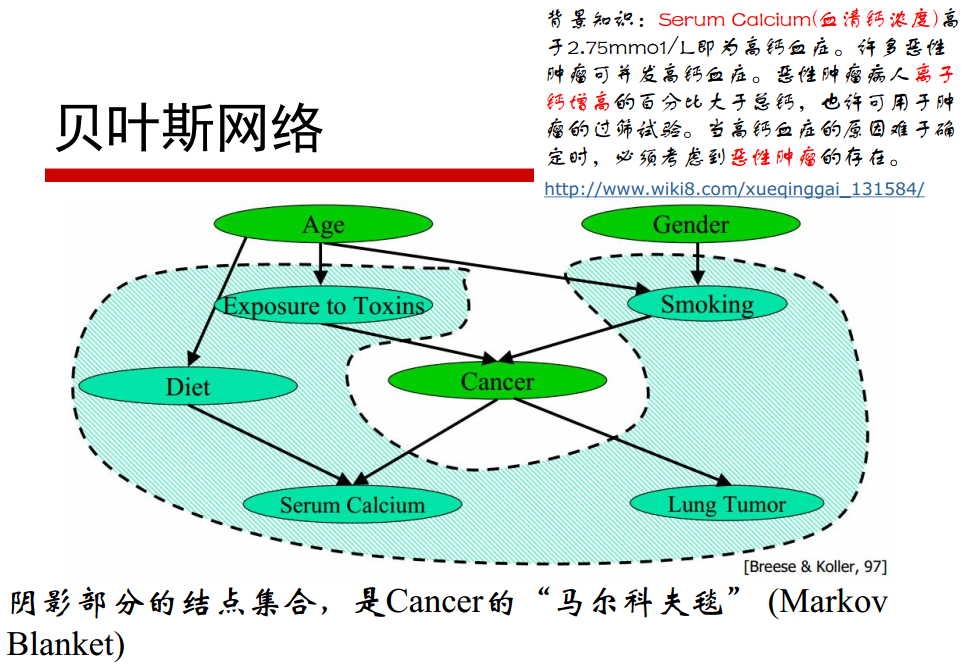 贝叶斯网络
背景知识：Serum Calcium(血清钙浓度)高
于2.75mmo1/L即为高钙血症。许多恶性
肿瘤可并发高钙血症。恶性肿瘤病人离子
钙增高的百分比大于总钙，也许可用于肿
瘤的过筛试验。当高钙血症的原因难于确
定时，必须考虑到恶性肿瘤的存在。
http://www.wiki8.com/xueqinggai_131584/
Age
Gender
Exposure to Toxins
Smoking
Diet
Cancer
Serum Calcium
Lung Tumor
[Breese & Koller, 97]
阴影部分的结点集合，是Cancer的“马尔科夫毯” (Markov
Blanket)